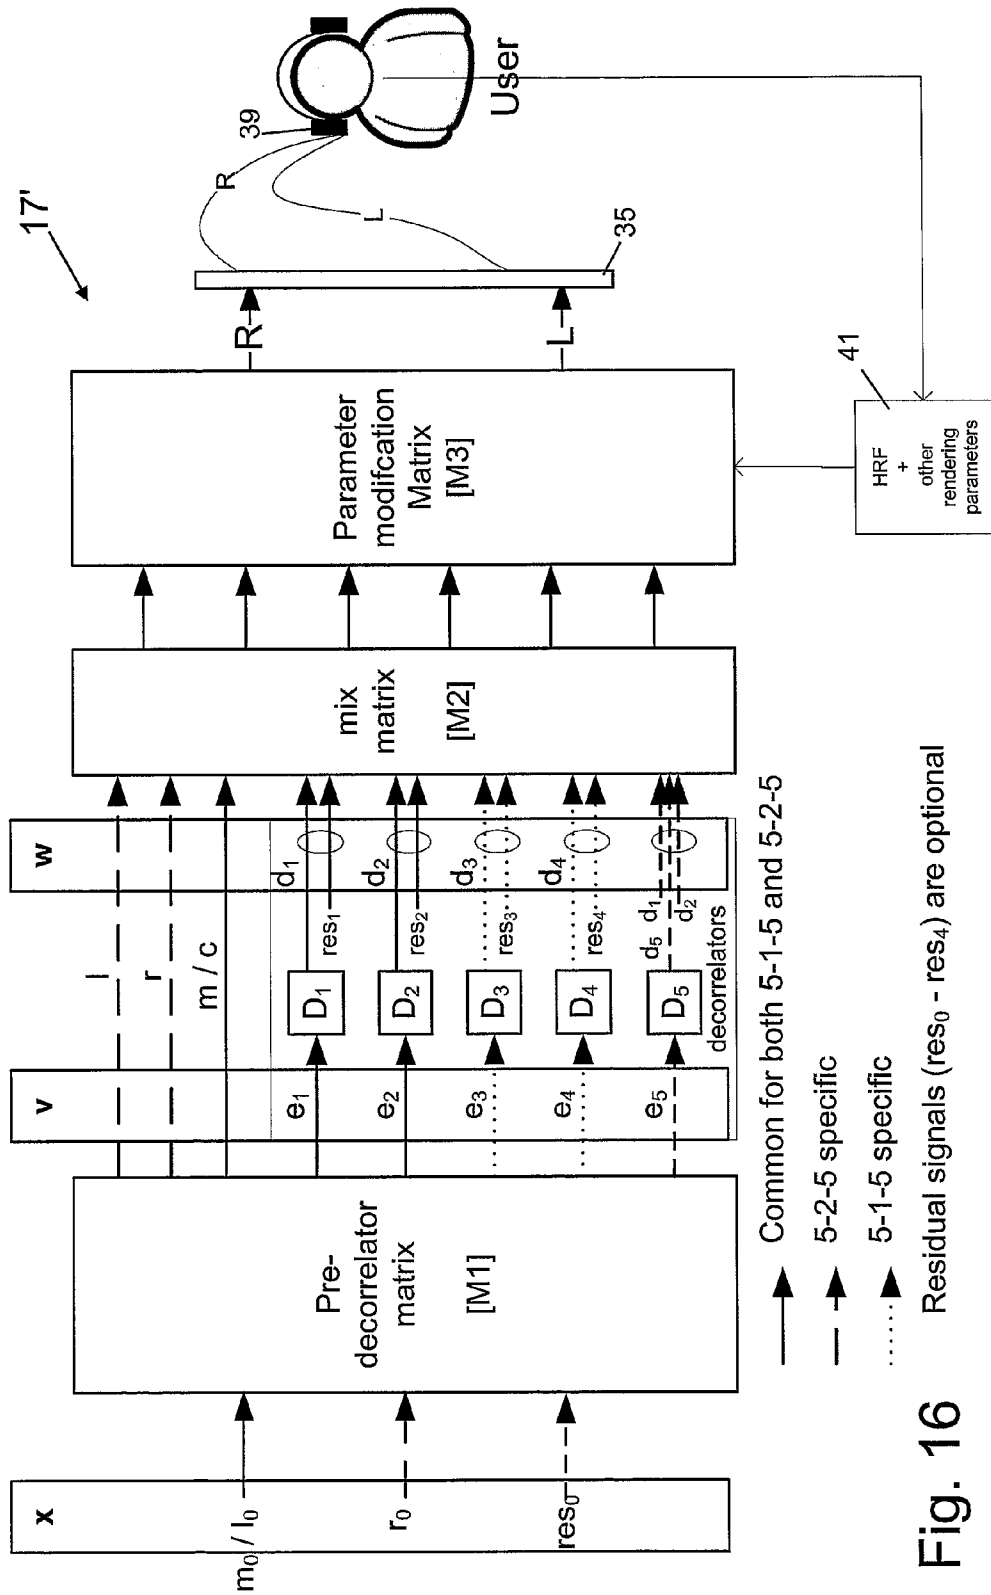 17'
x
m0 / l0
r0
res0
Pre-
decorrelator
matrix
[M1]
l
r
m / c
v
e1
e2
e3
e4
e5
D1
D2
D3
D4
D5
decorrelators
res1
res2
res3
res4
d5
d1
d2
w
d1
d2
d3
d4
mix
matrix
[M2]
Parameter
modifcation
Matrix
[M3]
R
L
35
R
L
39
User
41
HRF
+
other
rendering
parameters
Common for both 5-1-5 and 5-2-5
5-2-5 specific
5-1-5 specific
Residual signals (res0 - res4) are optional
Fig. 16